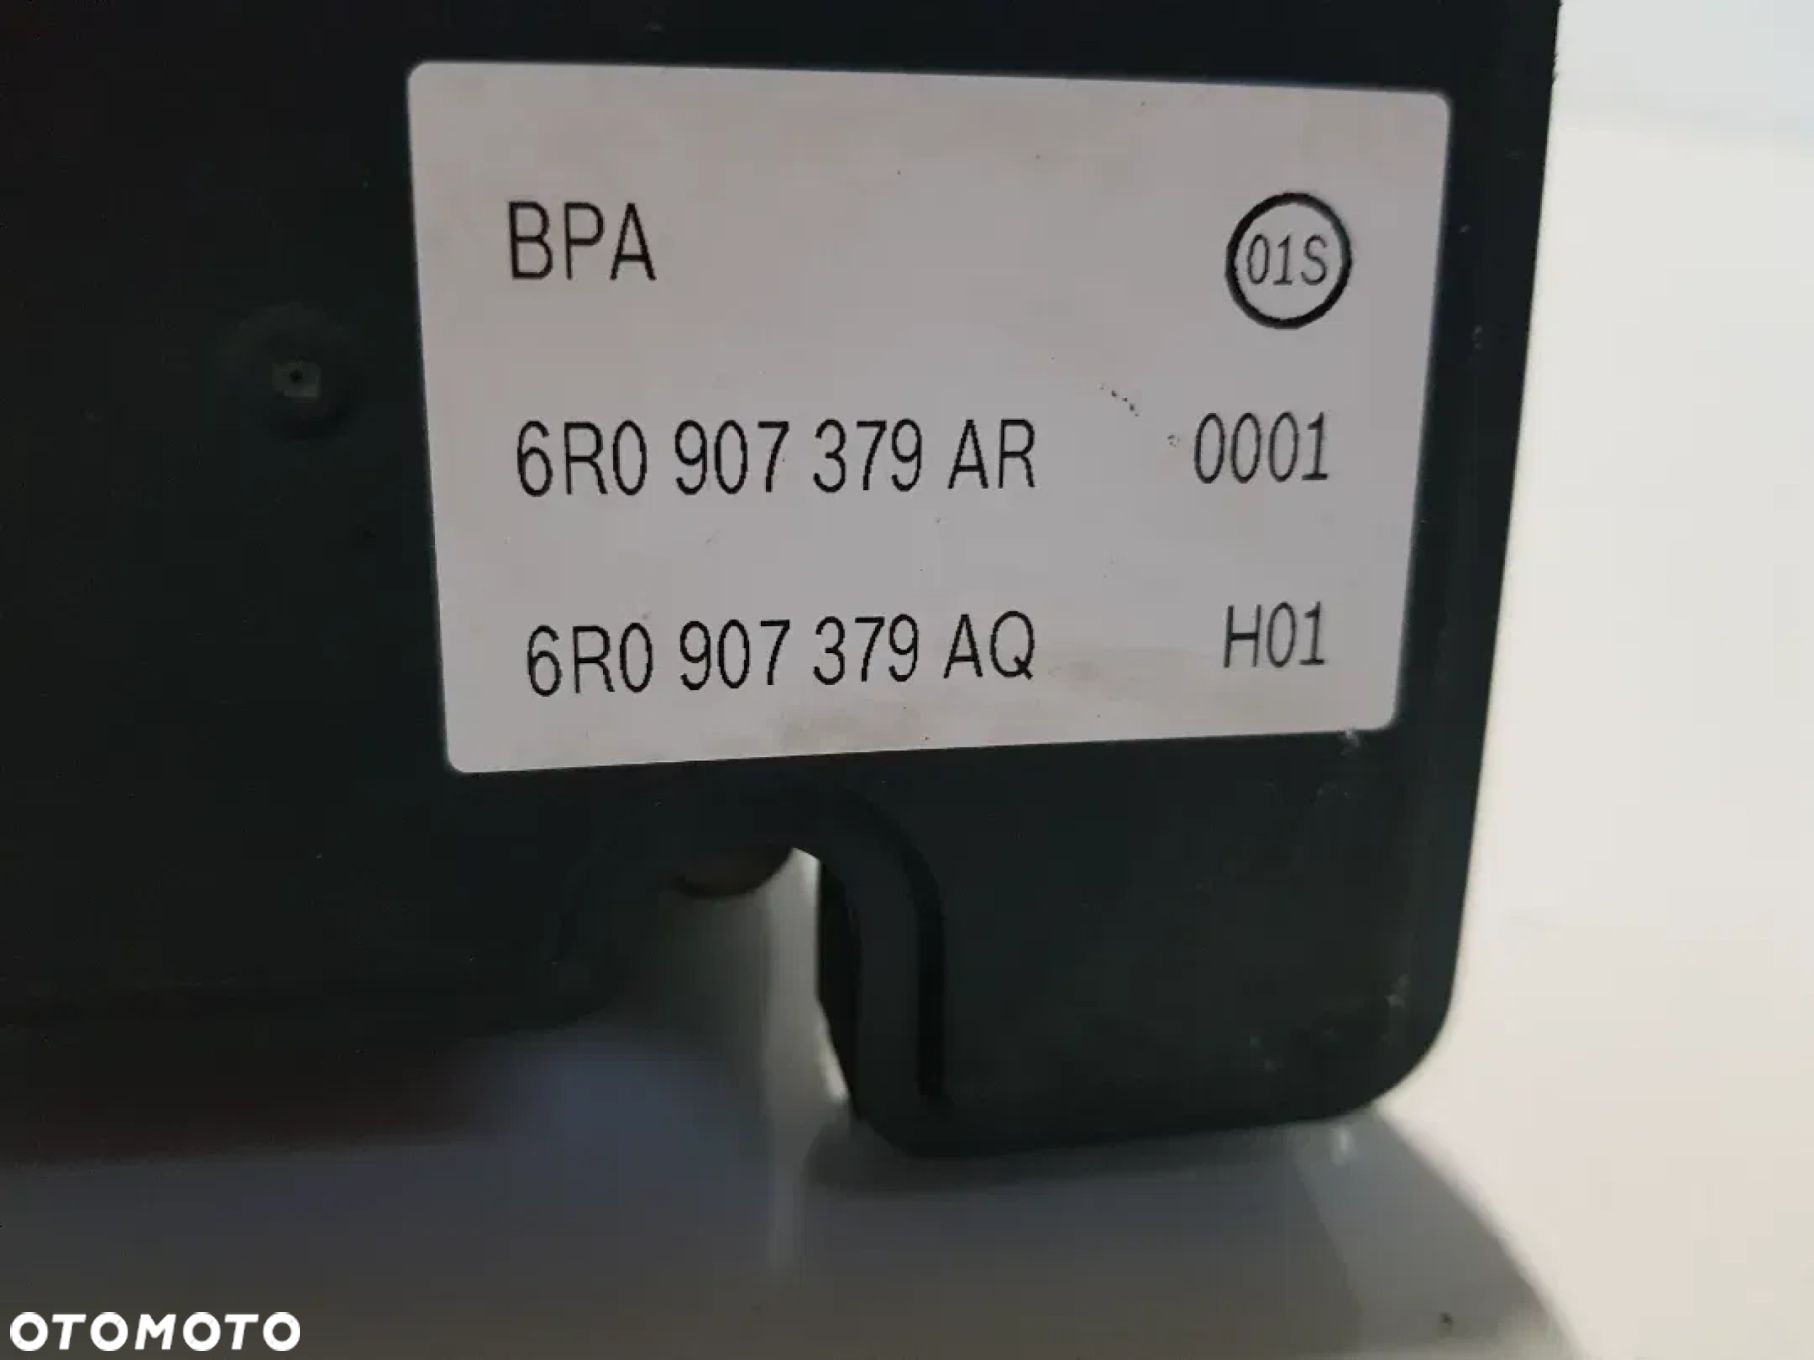 BPA 01S
6R0 907 379 AR 0001
6R0 907 379 AQ H01
OTOMOTO